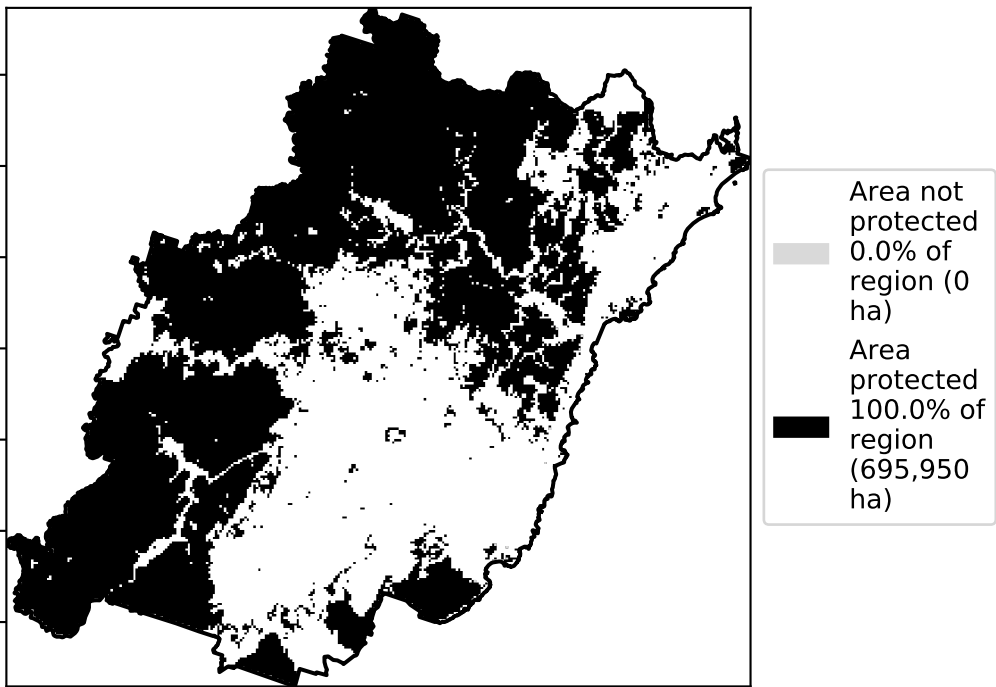 Area not
protected
0.0% of
region (0
ha)
Area
protected
100.0% of
region
(695,950
ha)